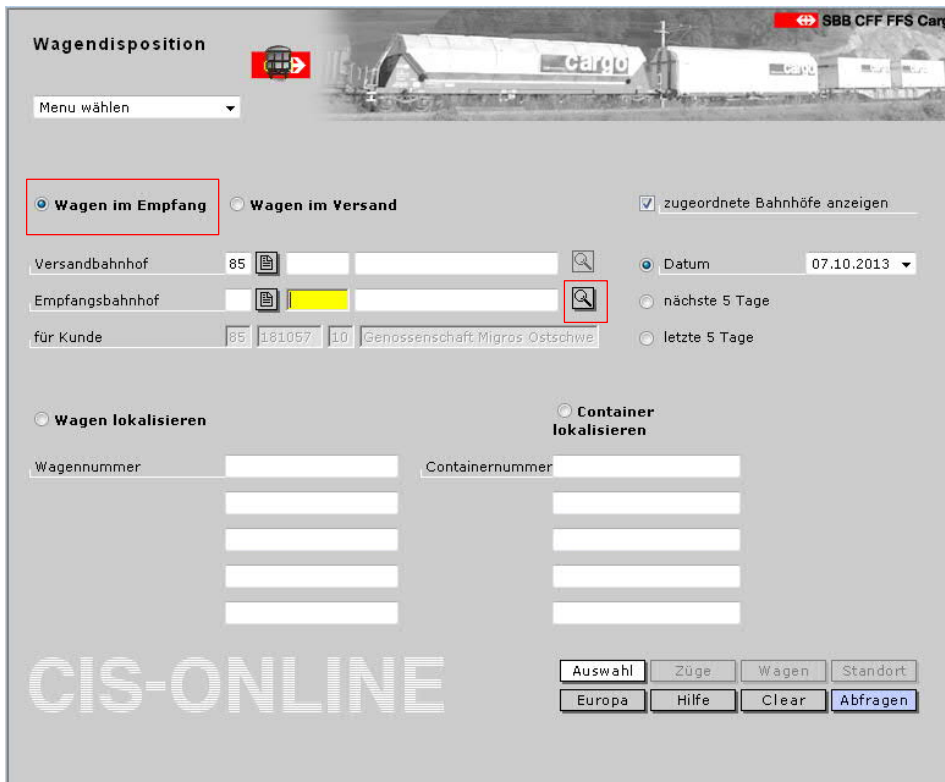 SBB CFF FFS Carg
Wagendisposition
cargo
cargo
Menu wählen
Wagen im Empfang
Wagen im Versand
zugeordnete Bahnhöfe anzeigen
Versandbahnhof 85
Datum 07.10.2013
Empfangsbahnhof
nächste 5 Tage
für Kunde 85 181057 10 Genossenschaft Migros Ostschwe
letzte 5 Tage
Wagen lokalisieren
Container
lokalisieren
Wagennummer
Containernummer
CIS-ONLINE
Auswahl Züge Wagen Standort
Europa Hilfe Clear Abfragen